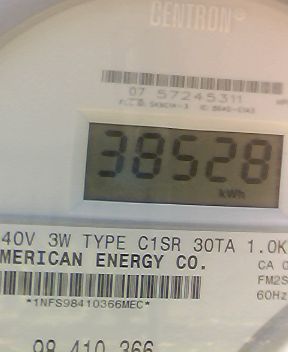 CENTRON®
07 57245311
38528
kWh
40V 3W TYPE C1SR 30TA 1.0K
MERICAN ENERGY CO.
CA 
FM2S
60Hz
*1NFS98410366MEC*
98 410 366